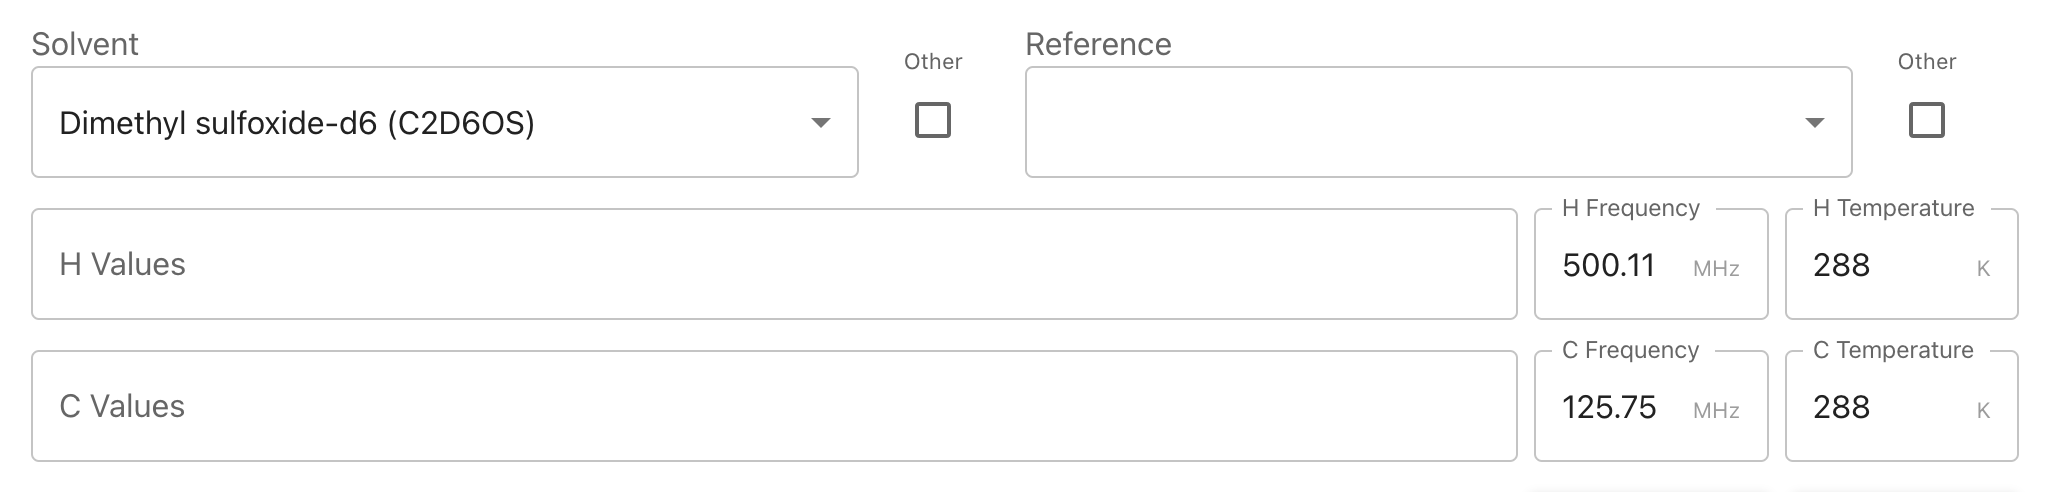 Solvent
Other
Reference
Other
Dimethyl sulfoxide-d6 (C2D6OS)
H Values
H Frequency
500.11 MHz
H Temperature
288 K
C Values
C Frequency
125.75 MHz
C Temperature
288 K